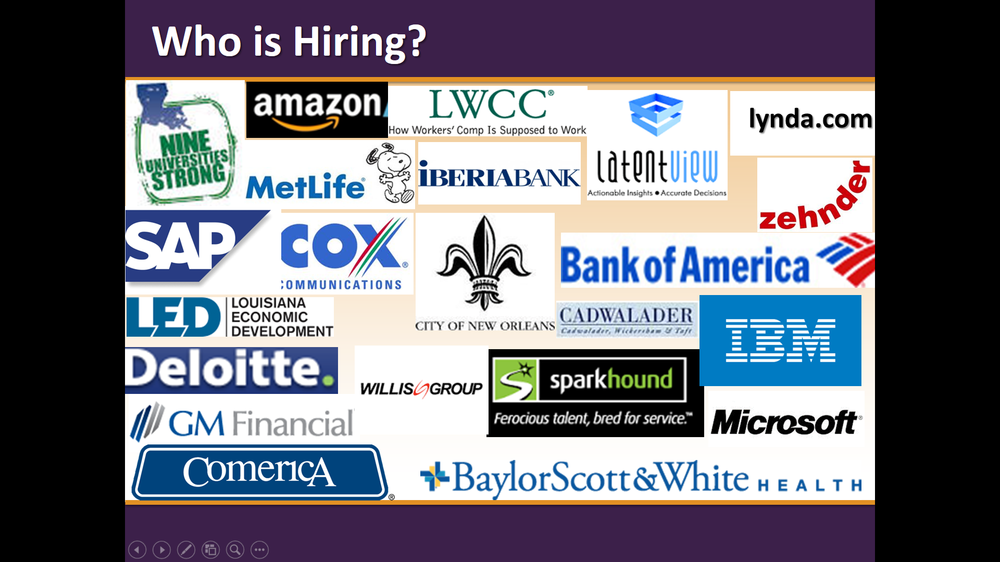 Who is Hiring?
NINE
UNIVERSITIES
STRONG
amazon
LWCC®
How Workers' Comp Is Supposed to Work
latentview
Actionable Insights ● Accurate Decisions
lynda.com
MetLife®
iBERIABANK
zehnder
SAP
COX®
COMMUNICATIONS
CITY OF NEW ORLEANS
Bank of America
LED
LOUISIANA
ECONOMIC
DEVELOPMENT
CADWALADER
Cadwalader, Wickersham & Taft
IBM
Deloitte.
WILLIS GROUP
sparkhound
Ferocious talent, bred for service.™
GM Financial
Microsoft®
ComericA®
BaylorScott&White HEALTH